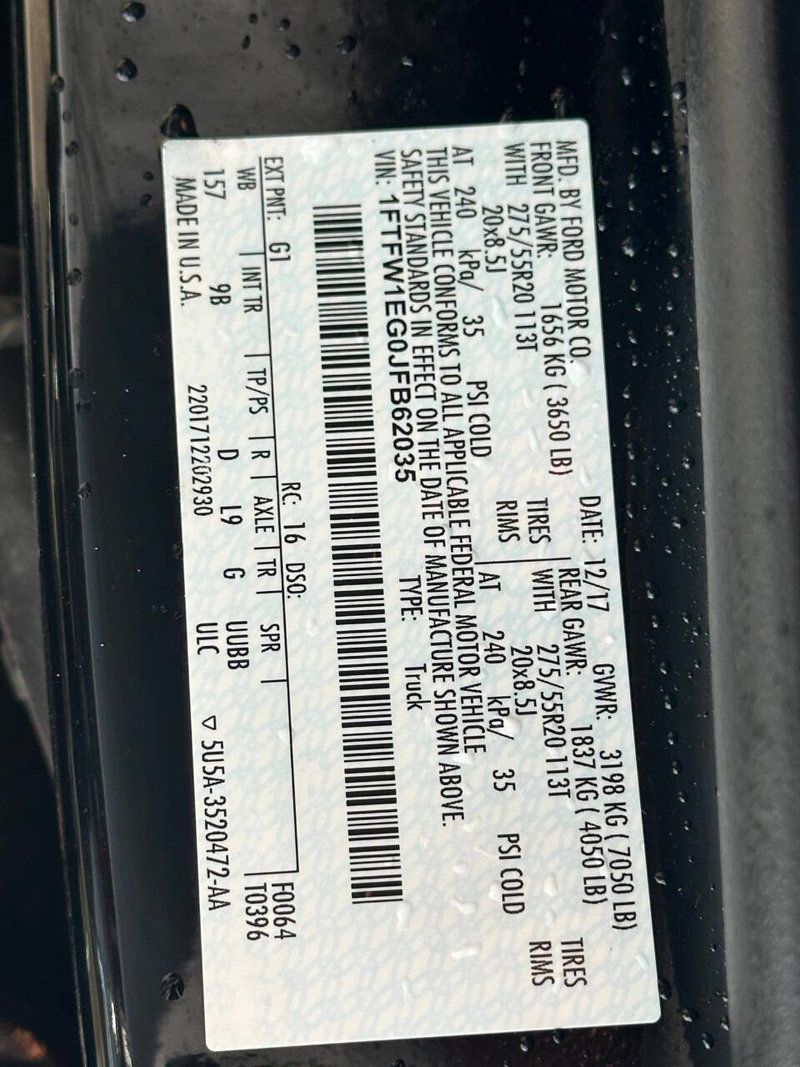 MFD. BY FORD MOTOR CO. DATE: 12/17 GVWR: 3198 KG ( 7050 LB)
FRONT GAWR: 1656 KG ( 3650 LB) REAR GAWR: 1837 KG ( 4050 LB)
WITH 275/55R20 113T TIRES WITH 275/55R20 113T TIRES
20x8.5J RIMS 20x8.5J RIMS
AT 240 kPa/ 35 PSI COLD AT 240 kPa/ 35 PSI COLD
THIS VEHICLE CONFORMS TO ALL APPLICABLE FEDERAL MOTOR VEHICLE
SAFETY STANDARDS IN EFFECT ON THE DATE OF MANUFACTURE SHOWN ABOVE.
VIN: 1FTFW1EG0JFB62035 TYPE: Truck
EXT PNT: G1 RC: 16 DSO: F0064
WB | INT TR | TP/PS | R | AXLE | TR | SPR | T0396
157 9B D L9 G UUBB
MADE IN U.S.A. 2201712202930 ULC ▽ 5U5A-3520472-AA